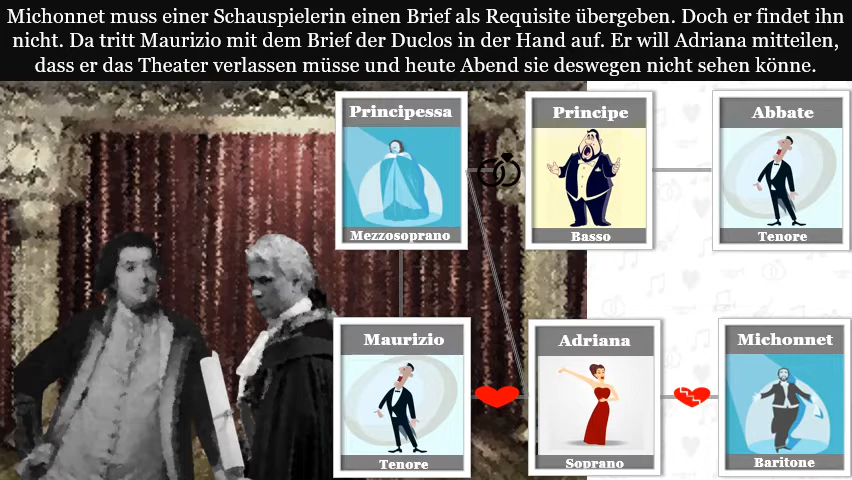 Michonnet muss einer Schauspielerin einen Brief als Requisite übergeben. Doch er findet ihn
nicht. Da tritt Maurizio mit dem Brief der Duclos in der Hand auf. Er will Adriana mitteilen,
dass er das Theater verlassen müsse und heute Abend sie deswegen nicht sehen könne.
Principessa
Mezzosoprano
Principe
Basso
Abbate
Tenore
Maurizio
Tenore
Adriana
Soprano
Michonnet
Baritone